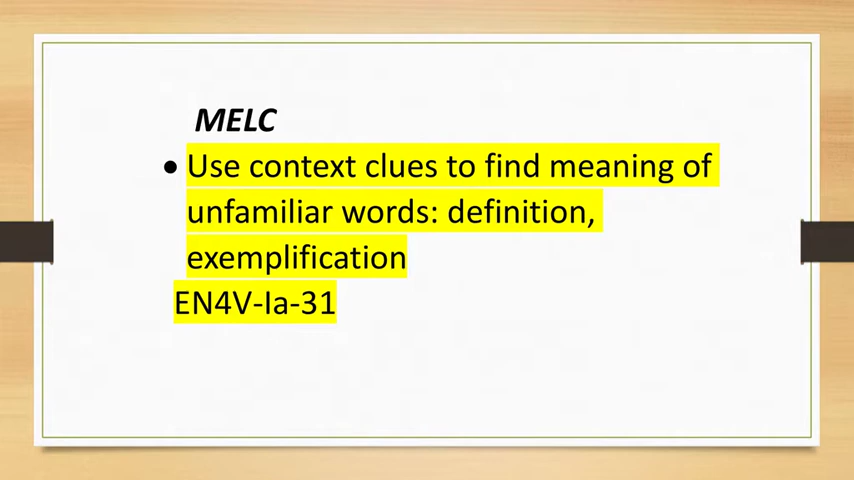 MELC
• Use context clues to find meaning of
unfamiliar words: definition,
exemplification
EN4V-Ia-31